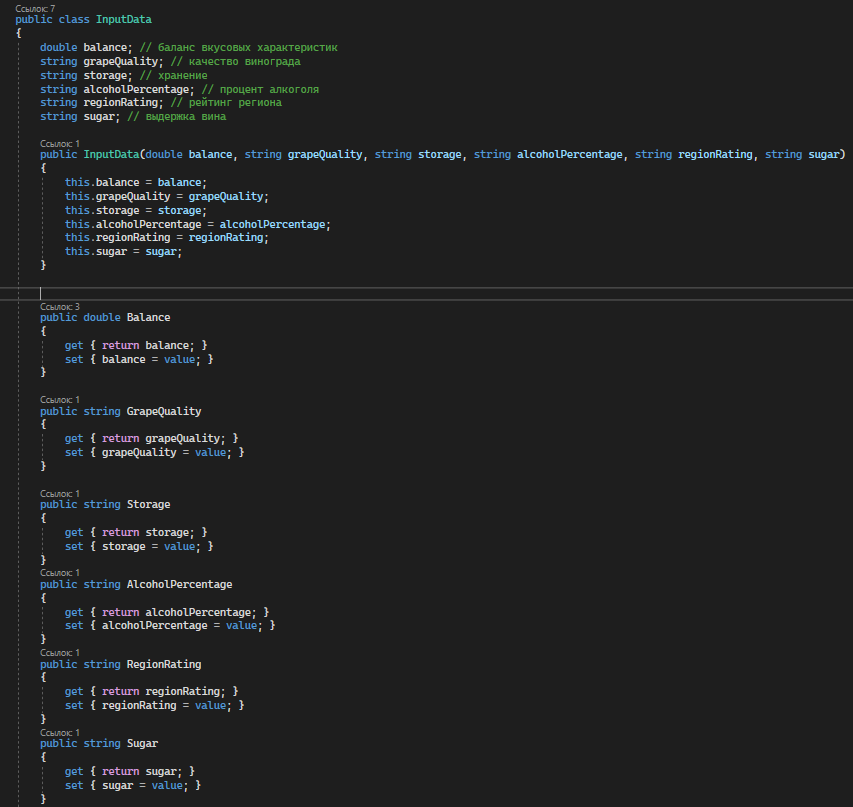 Ссылок: 7
public class InputData
{
double balance; // баланс вкусовых характеристик
string grapeQuality; // качество винограда
string storage; // хранение
string alcoholPercentage; // процент алкоголя
string regionRating; // рейтинг региона
string sugar; // выдержка вина
Ссылок: 1
public InputData(double balance, string grapeQuality, string storage, string alcoholPercentage, string regionRating, string sugar)
{
this.balance = balance;
this.grapeQuality = grapeQuality;
this.storage = storage;
this.alcoholPercentage = alcoholPercentage;
this.regionRating = regionRating;
this.sugar = sugar;
}
Ссылок: 3
public double Balance
{
get { return balance; }
set { balance = value; }
}
Ссылок: 1
public string GrapeQuality
{
get { return grapeQuality; }
set { grapeQuality = value; }
}
Ссылок: 1
public string Storage
{
get { return storage; }
set { storage = value; }
}
Ссылок: 1
public string AlcoholPercentage
{
get { return alcoholPercentage; }
set { alcoholPercentage = value; }
}
Ссылок: 1
public string RegionRating
{
get { return regionRating; }
set { regionRating = value; }
}
Ссылок: 1
public string Sugar
{
get { return sugar; }
set { sugar = value; }
}